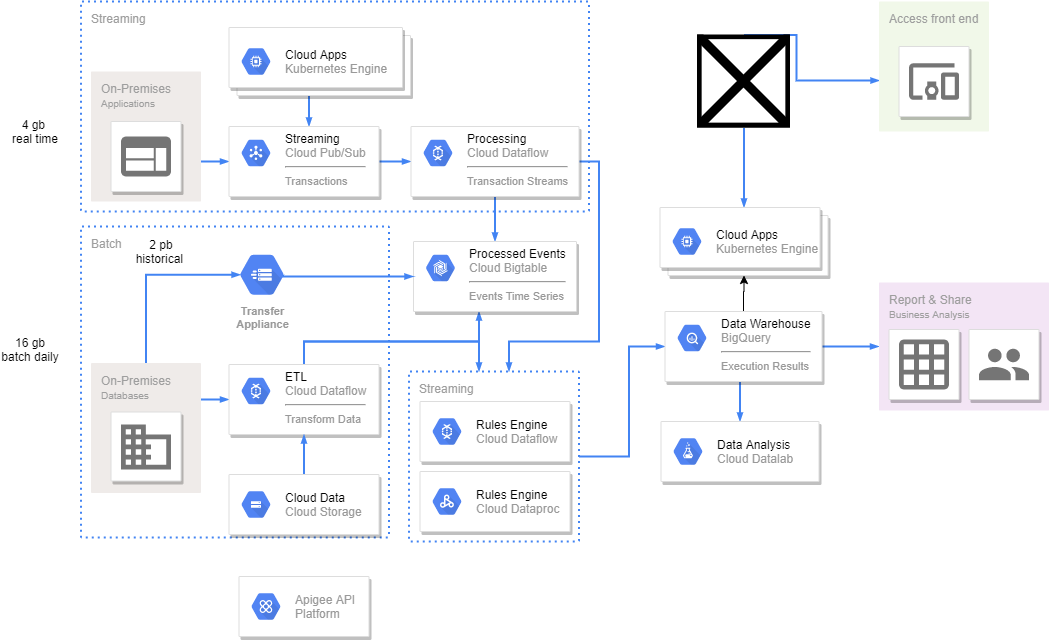 Streaming
Cloud Apps
Kubernetes Engine
On-Premises
Applications
4 gb
real time
Streaming
Cloud Pub/Sub
Transactions
Processing
Cloud Dataflow
Transaction Streams
Access front end
Cloud Apps
Kubernetes Engine
Batch
2 pb
historical
Transfer
Appliance
Processed Events
Cloud Bigtable
Events Time Series
16 gb
batch daily
On-Premises
Databases
ETL
Cloud Dataflow
Transform Data
Cloud Data
Cloud Storage
Streaming
Rules Engine
Cloud Dataflow
Rules Engine
Cloud Dataproc
Data Warehouse
BigQuery
Execution Results
Report & Share
Business Analysis
Data Analysis
Cloud Datalab
Apigee API
Platform